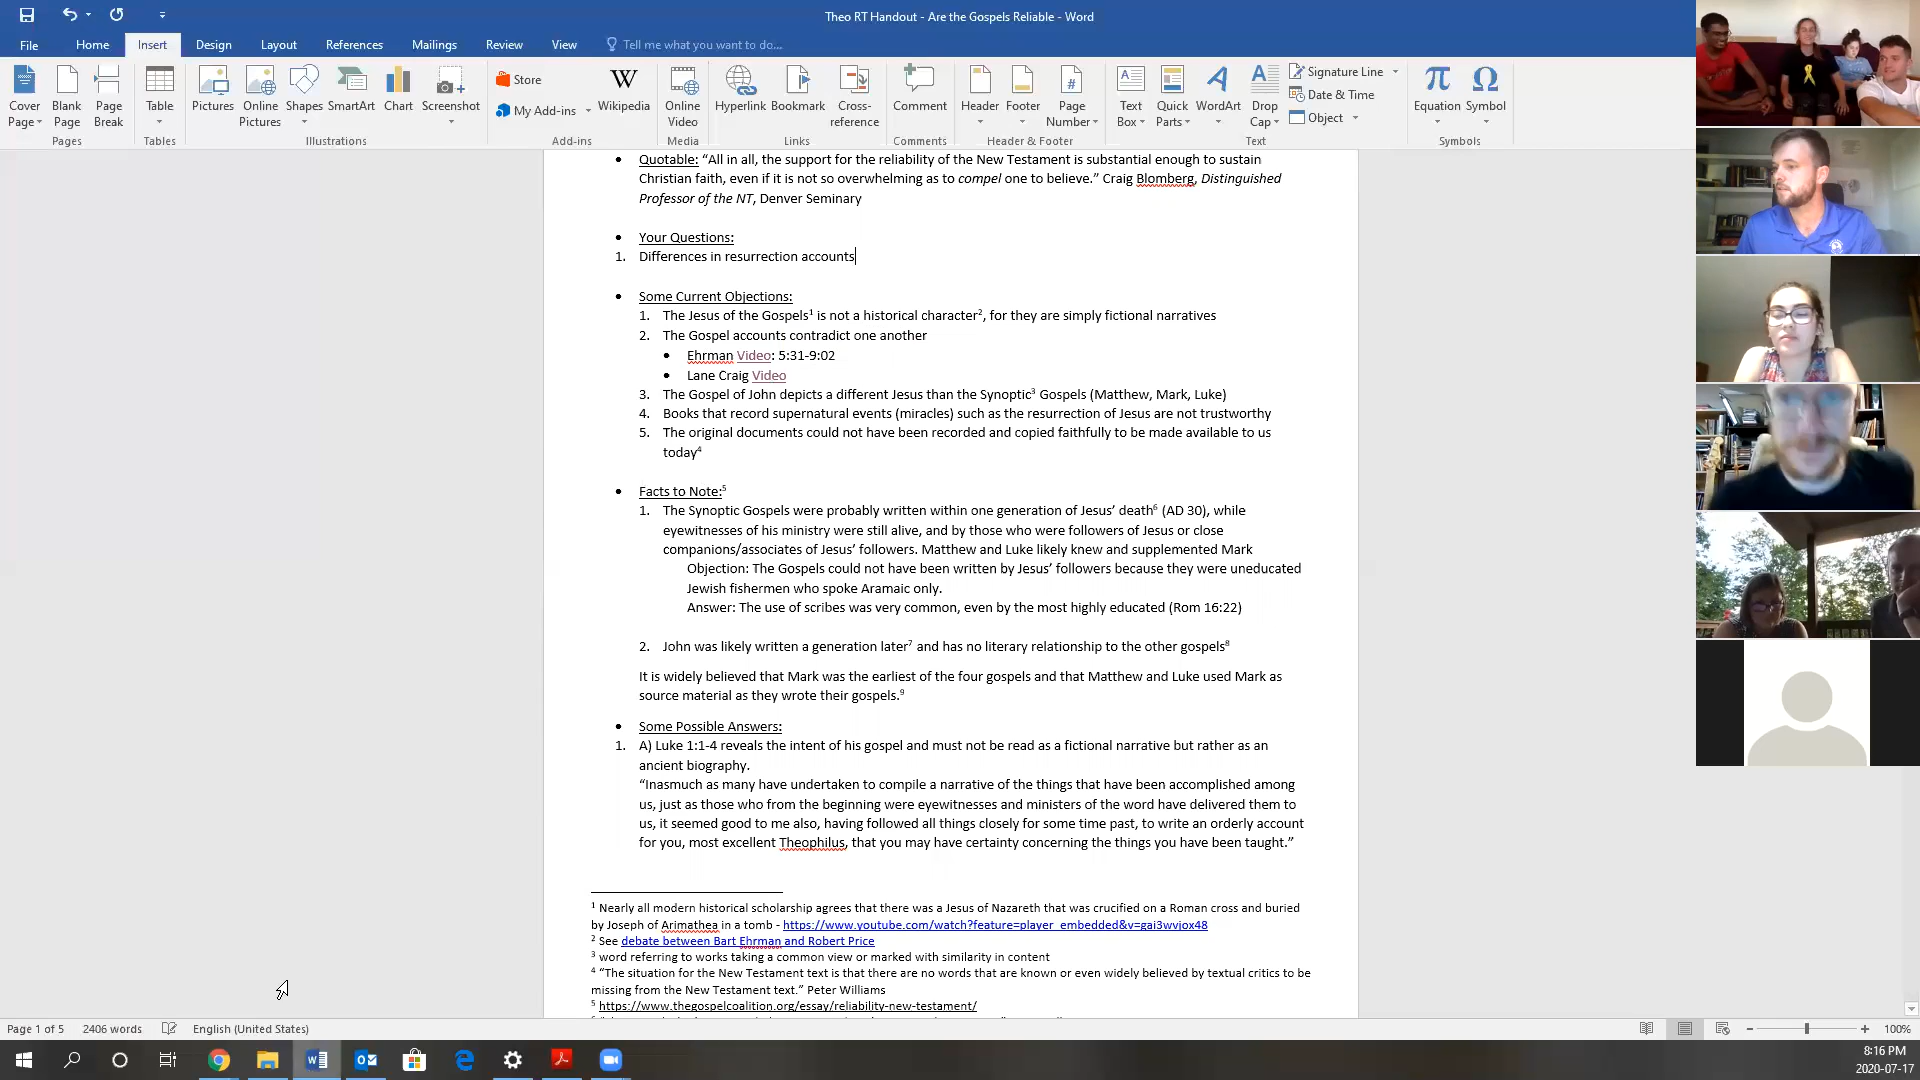 Theo RT Handout - Are the Gospels Reliable - Word
File Home Insert Design Layout References Mailings Review View Tell me what you want to do...
Cover Page
Blank Page
Page Break
Table
Pictures
Online Pictures
Shapes
SmartArt
Chart
Screenshot
Store
My Add-ins
Wikipedia
Online Video
Hyperlink
Bookmark
Cross-reference
Comment
Header
Footer
Page Number
Text Box
Quick Parts
WordArt
Drop Cap
Signature Line
Date & Time
Object
Equation
Symbol
Pages Tables Illustrations Add-ins Media Links Comments Header & Footer Text Symbols
• Quotable: “All in all, the support for the reliability of the New Testament is substantial enough to sustain
Christian faith, even if it is not so overwhelming as to compel one to believe.” Craig Blomberg, Distinguished
Professor of the NT, Denver Seminary
• Your Questions:
1. Differences in resurrection accounts
• Some Current Objections:
1. The Jesus of the Gospels¹ is not a historical character², for they are simply fictional narratives
2. The Gospel accounts contradict one another
• Ehrman Video: 5:31-9:02
• Lane Craig Video
3. The Gospel of John depicts a different Jesus than the Synoptic³ Gospels (Matthew, Mark, Luke)
4. Books that record supernatural events (miracles) such as the resurrection of Jesus are not trustworthy
5. The original documents could not have been recorded and copied faithfully to be made available to us
today⁴
• Facts to Note:⁵
1. The Synoptic Gospels were probably written within one generation of Jesus’ death⁶ (AD 30), while
eyewitnesses of his ministry were still alive, and by those who were followers of Jesus or close
companions/associates of Jesus’ followers. Matthew and Luke likely knew and supplemented Mark
Objection: The Gospels could not have been written by Jesus’ followers because they were uneducated
Jewish fishermen who spoke Aramaic only.
Answer: The use of scribes was very common, even by the most highly educated (Rom 16:22)
2. John was likely written a generation later⁷ and has no literary relationship to the other gospels⁸
It is widely believed that Mark was the earliest of the four gospels and that Matthew and Luke used Mark as
source material as they wrote their gospels.⁹
• Some Possible Answers:
1. A) Luke 1:1-4 reveals the intent of his gospel and must not be read as a fictional narrative but rather as an
ancient biography.
“Inasmuch as many have undertaken to compile a narrative of the things that have been accomplished among
us, just as those who from the beginning were eyewitnesses and ministers of the word have delivered them to
us, it seemed good to me also, having followed all things closely for some time past, to write an orderly account
for you, most excellent Theophilus, that you may have certainty concerning the things you have been taught.”
¹ Nearly all modern historical scholarship agrees that there was a Jesus of Nazareth that was crucified on a Roman cross and buried
by Joseph of Arimathea in a tomb - https://www.youtube.com/watch?feature=player_embedded&v=gai3wvjox48
² See debate between Bart Ehrman and Robert Price
³ word referring to works taking a common view or marked with similarity in content
⁴ “The situation for the New Testament text is that there are no words that are known or even widely believed by textual critics to be
missing from the New Testament text.” Peter Williams
⁵ https://www.thegospelcoalition.org/essay/reliability-new-testament/
Page 1 of 5 2406 words English (United States) 100%
8:16 PM
2020-07-17